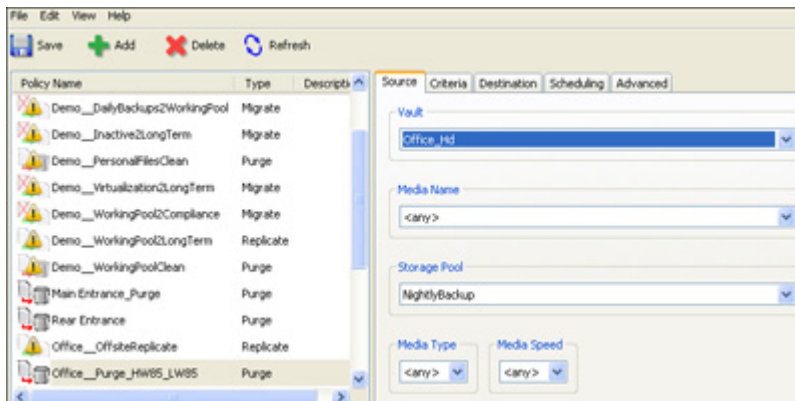 File Edit View Help
Save Add Delete Refresh
Policy Name Type Descripti
Demo__DailyBackups2WorkingPool Migrate
Demo__Inactive2LongTerm Migrate
Demo__PersonalFilesClean Purge
Demo__Virtualization2LongTerm Migrate
Demo__WorkingPool2Compliance Migrate
Demo__WorkingPool2LongTerm Replicate
Demo__WorkingPoolClean Purge
Main Entrance_Purge Purge
Rear Entrance Purge
Office__OffsiteReplicate Replicate
Office__Purge_HW85_LW85 Purge
Source Criteria Destination Scheduling Advanced
Vault
Office_Hd
Media Name
<any>
Storage Pool
NightlyBackup
Media Type Media Speed
<any> <any>